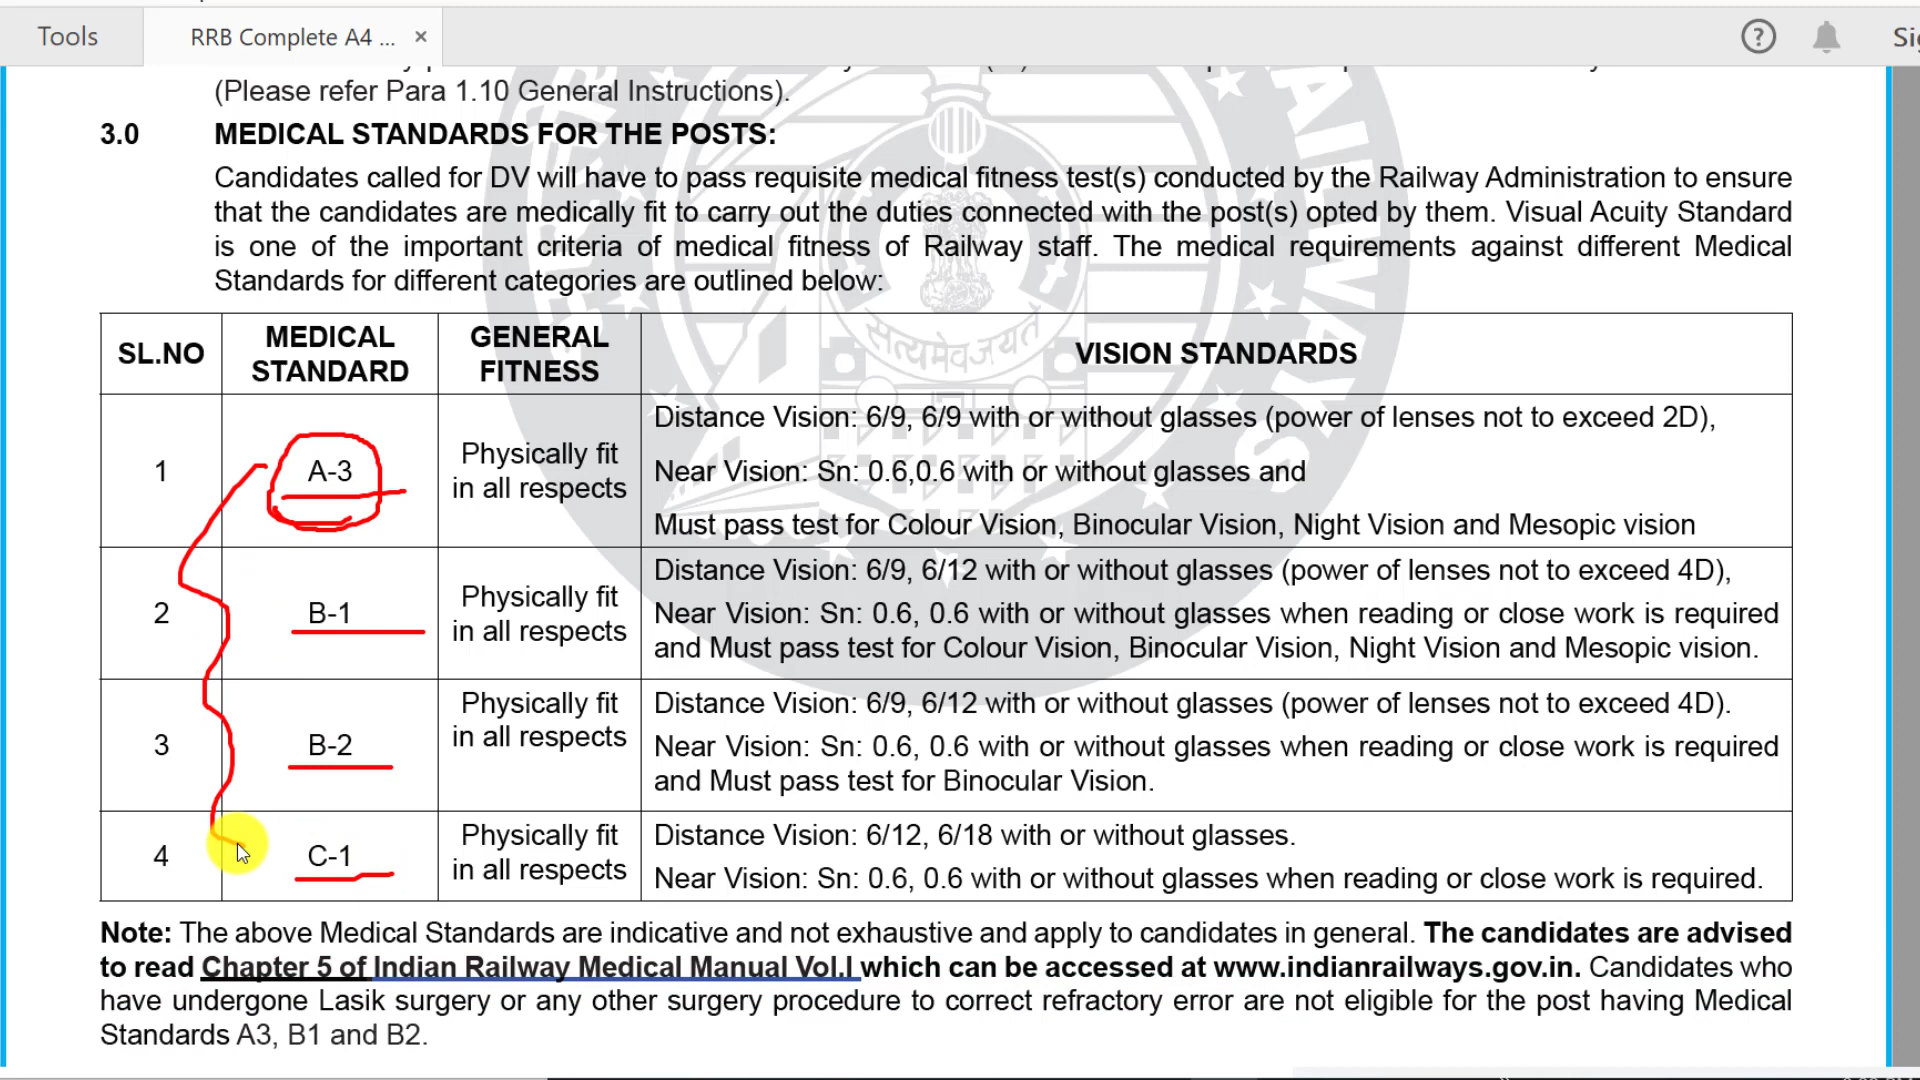 Tools
RRB Complete A4 ...
(Please refer Para 1.10 General Instructions).
3.0 MEDICAL STANDARDS FOR THE POSTS:
Candidates called for DV will have to pass requisite medical fitness test(s) conducted by the Railway Administration to ensure
that the candidates are medically fit to carry out the duties connected with the post(s) opted by them. Visual Acuity Standard
is one of the important criteria of medical fitness of Railway staff. The medical requirements against different Medical
Standards for different categories are outlined below:
SL.NO
MEDICAL
STANDARD
GENERAL
FITNESS
VISION STANDARDS
1
A-3
Physically fit
in all respects
Distance Vision: 6/9, 6/9 with or without glasses (power of lenses not to exceed 2D),
Near Vision: Sn: 0.6,0.6 with or without glasses and
Must pass test for Colour Vision, Binocular Vision, Night Vision and Mesopic vision
2
B-1
Physically fit
in all respects
Distance Vision: 6/9, 6/12 with or without glasses (power of lenses not to exceed 4D),
Near Vision: Sn: 0.6, 0.6 with or without glasses when reading or close work is required
and Must pass test for Colour Vision, Binocular Vision, Night Vision and Mesopic vision.
3
B-2
Physically fit
in all respects
Distance Vision: 6/9, 6/12 with or without glasses (power of lenses not to exceed 4D).
Near Vision: Sn: 0.6, 0.6 with or without glasses when reading or close work is required
and Must pass test for Binocular Vision.
4
C-1
Physically fit
in all respects
Distance Vision: 6/12, 6/18 with or without glasses.
Near Vision: Sn: 0.6, 0.6 with or without glasses when reading or close work is required.
Note: The above Medical Standards are indicative and not exhaustive and apply to candidates in general. The candidates are advised
to read Chapter 5 of Indian Railway Medical Manual Vol.I which can be accessed at www.indianrailways.gov.in. Candidates who
have undergone Lasik surgery or any other surgery procedure to correct refractory error are not eligible for the post having Medical
Standards A3, B1 and B2.
सत्यमेव जयते